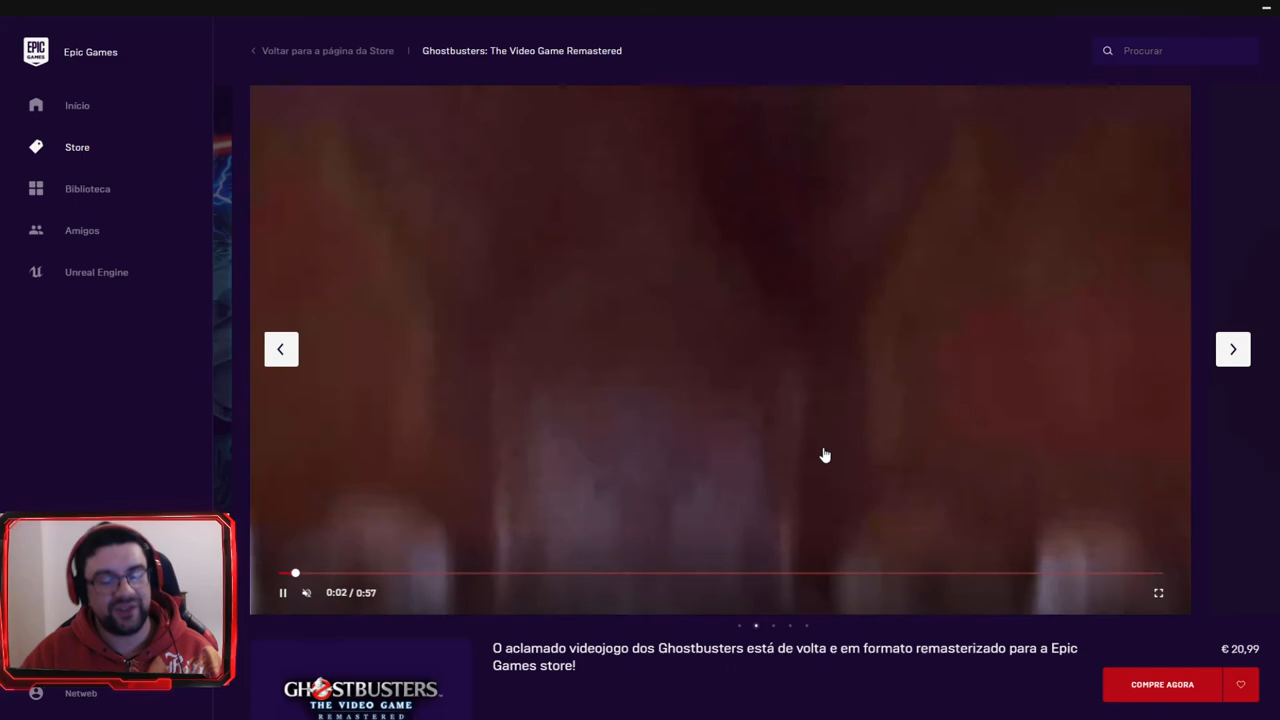 EPIC
GAMES
Epic Games
Voltar para a página da Store
Ghostbusters: The Video Game Remastered
Procurar
Início
Store
Biblioteca
Amigos
Unreal Engine
0:02 / 0:57
O aclamado videojogo dos Ghostbusters está de volta e em formato remasterizado para a Epic
Games store!
€ 20,99
COMPRE AGORA
GHOSTBUSTERS
THE VIDEO GAME
REMASTERED
Netweb